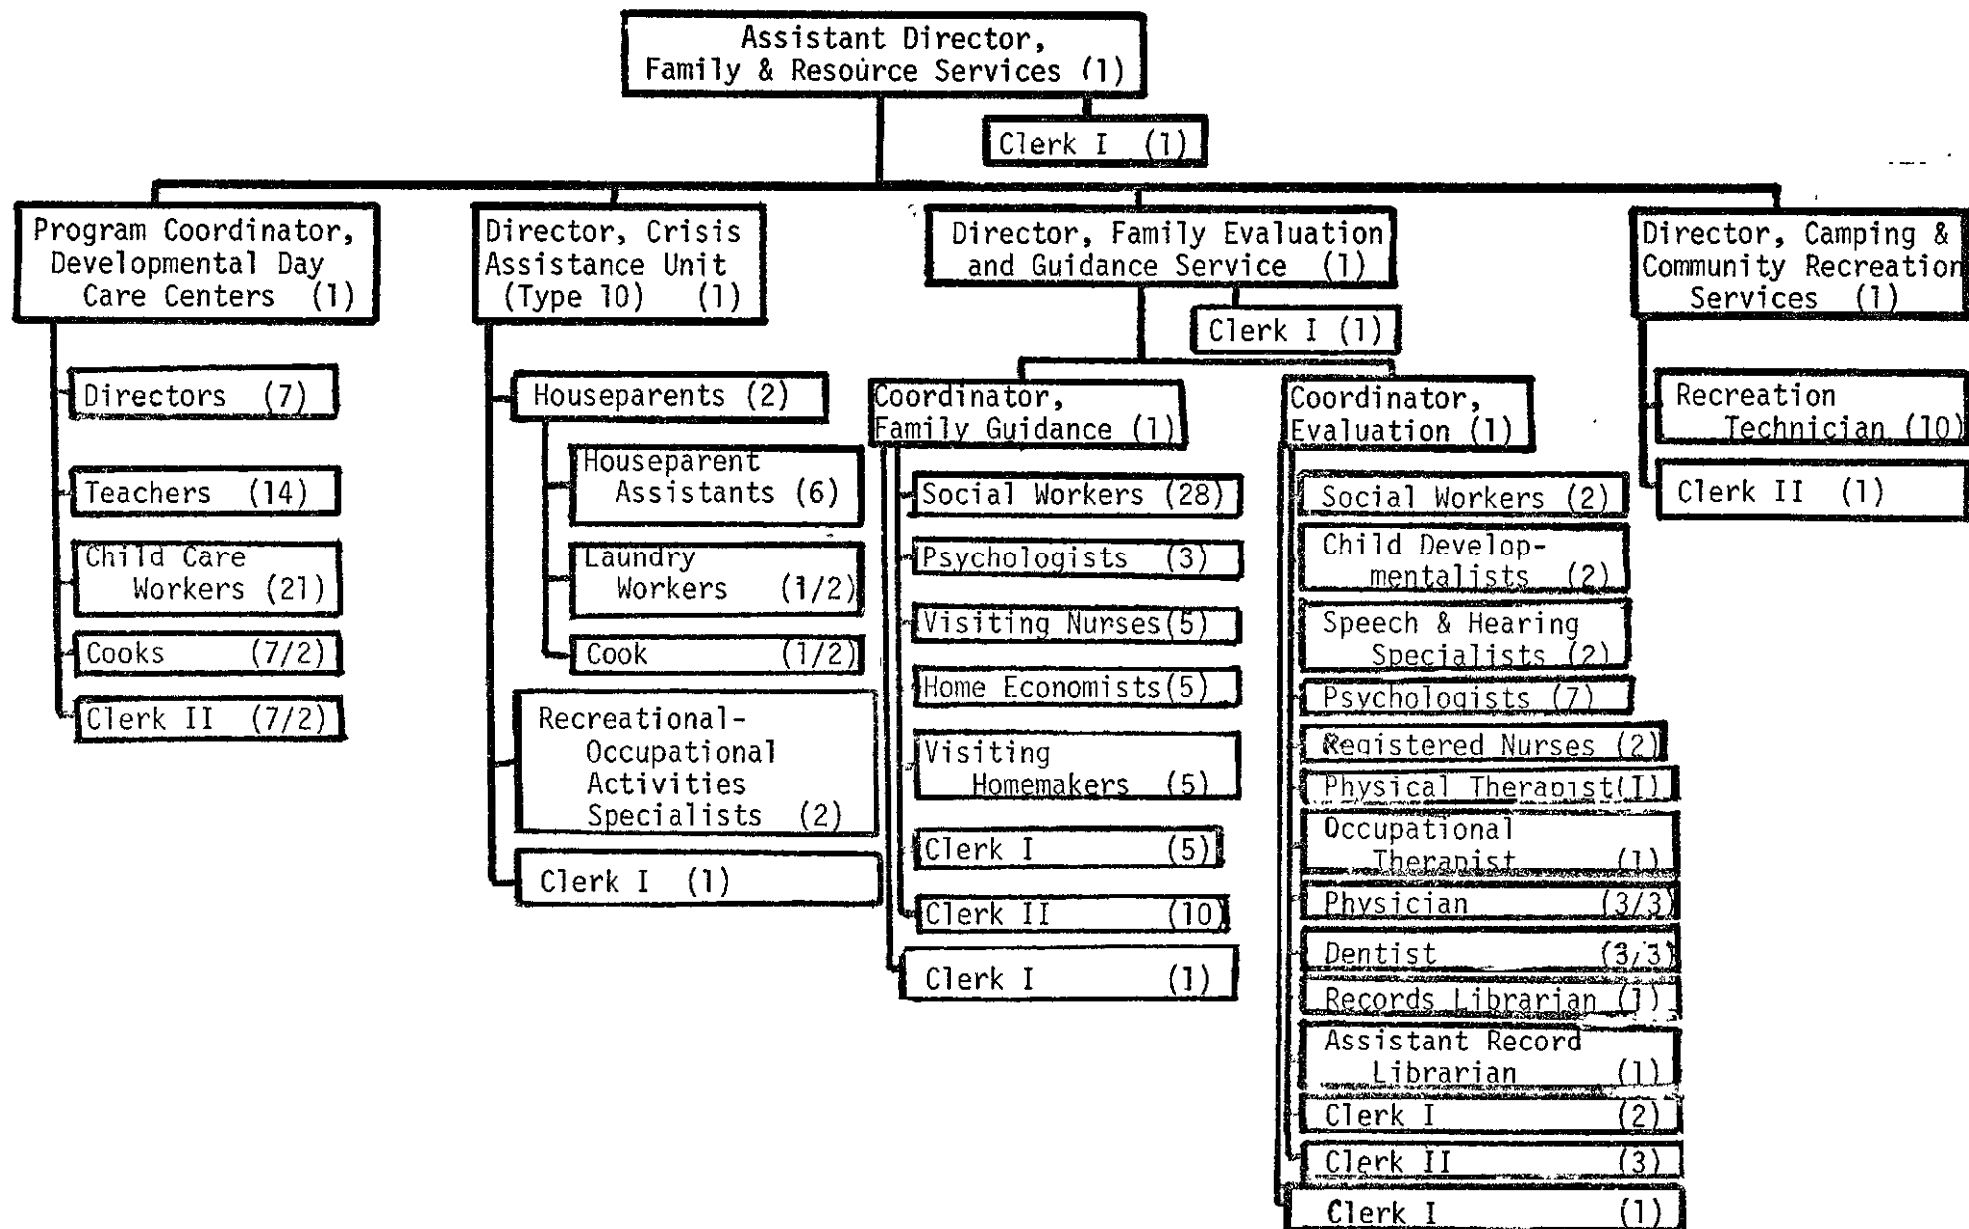 Assistant Director,
Family & Resource Services (1)
Clerk I (1)
Program Coordinator,
Developmental Day
Care Centers (1)
Directors (7)
Teachers (14)
Child Care
Workers (21)
Cooks (7/2)
Clerk II (7/2)
Director, Crisis
Assistance Unit
(Type 10) (1)
Houseparents (2)
Houseparent
Assistants (6)
Laundry
Workers (1/2)
Cook (1/2)
Recreational-
Occupational
Activities
Specialists (2)
Clerk I (1)
Director, Family Evaluation
and Guidance Service (1)
Clerk I (1)
Coordinator,
Family Guidance (1)
Social Workers (28)
Psychologists (3)
Visiting Nurses (5)
Home Economists (5)
Visiting
Homemakers (5)
Clerk I (5)
Clerk II (10)
Clerk I (1)
Coordinator,
Evaluation (1)
Social Workers (2)
Child Develop-
mentalists (2)
Speech & Hearing
Specialists (2)
Psychologists (7)
Registered Nurses (2)
Physical Therapist (1)
Occupational
Therapist (1)
Physician (3/3)
Dentist (3/3)
Records Librarian (1)
Assistant Record
Librarian (1)
Clerk I (2)
Clerk II (3)
Clerk I (1)
Director, Camping &
Community Recreation
Services (1)
Recreation
Technician (10)
Clerk II (1)